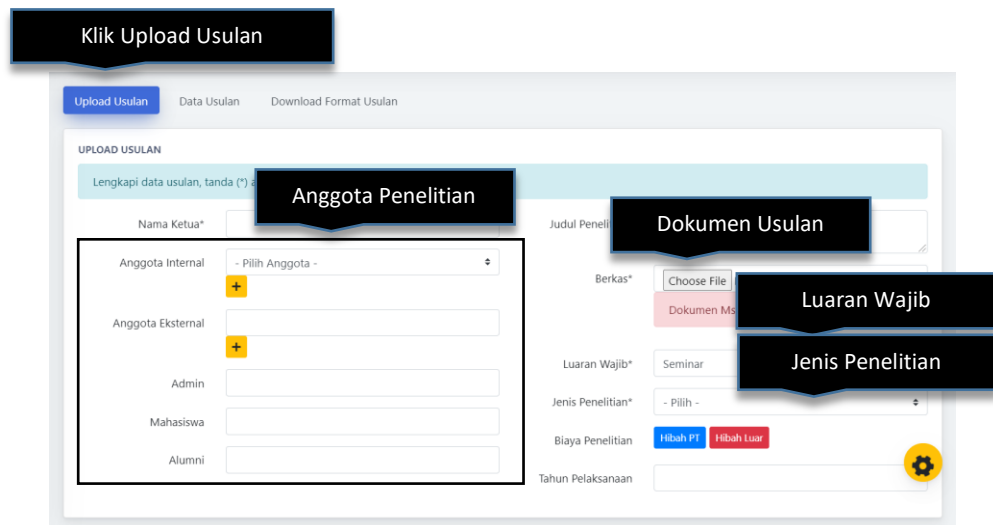 Klik Upload Usulan
Upload Usulan Data Usulan Download Format Usulan
UPLOAD USULAN
Lengkapi data usulan, tanda (*)
Anggota Penelitian
Nama Ketua*
Anggota Internal - Pilih Anggota -
+
Anggota Eksternal
+
Admin
Mahasiswa
Alumni
Judul
Dokumen Usulan
Berkas* Choose File
Dokumen
Luaran Wajib
Luaran Wajib* Seminar
Jenis Penelitian
Jenis Penelitian* - Pilih -
Biaya Penelitian Hibah PT Hibah Luar
Tahun Pelaksanaan